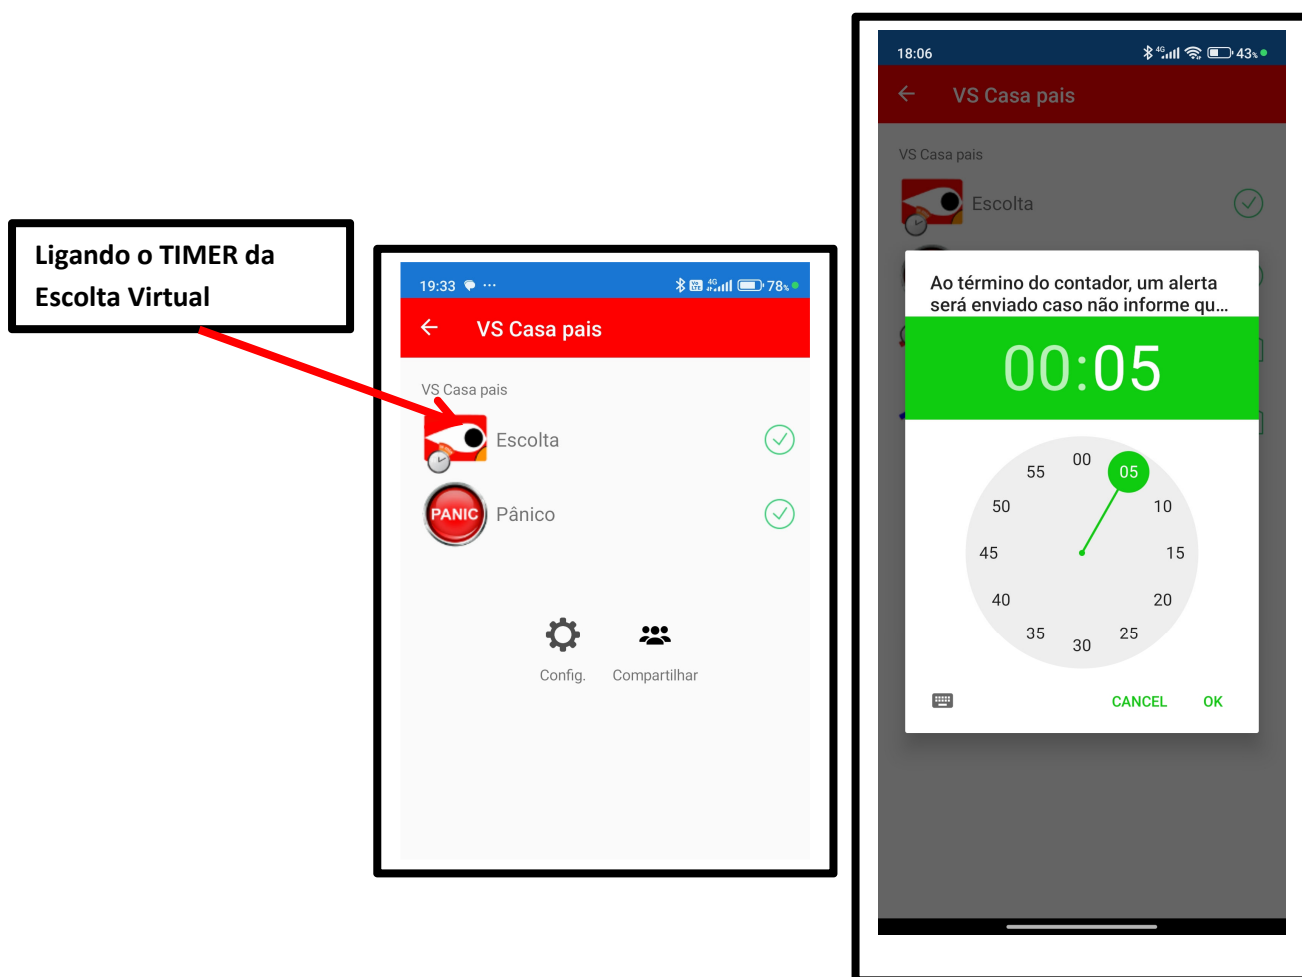 Ligando o TIMER da
Escolta Virtual
19:33
4G
78%
VS Casa pais
VS Casa pais
Escolta
PANIC
Pânico
Config.
Compartilhar
18:06
4G
43%
VS Casa pais
VS Casa pais
Escolta
Ao término do contador, um alerta
será enviado caso não informe qu...
00:05
00
05
10
15
20
25
30
35
40
45
50
55
CANCEL
OK